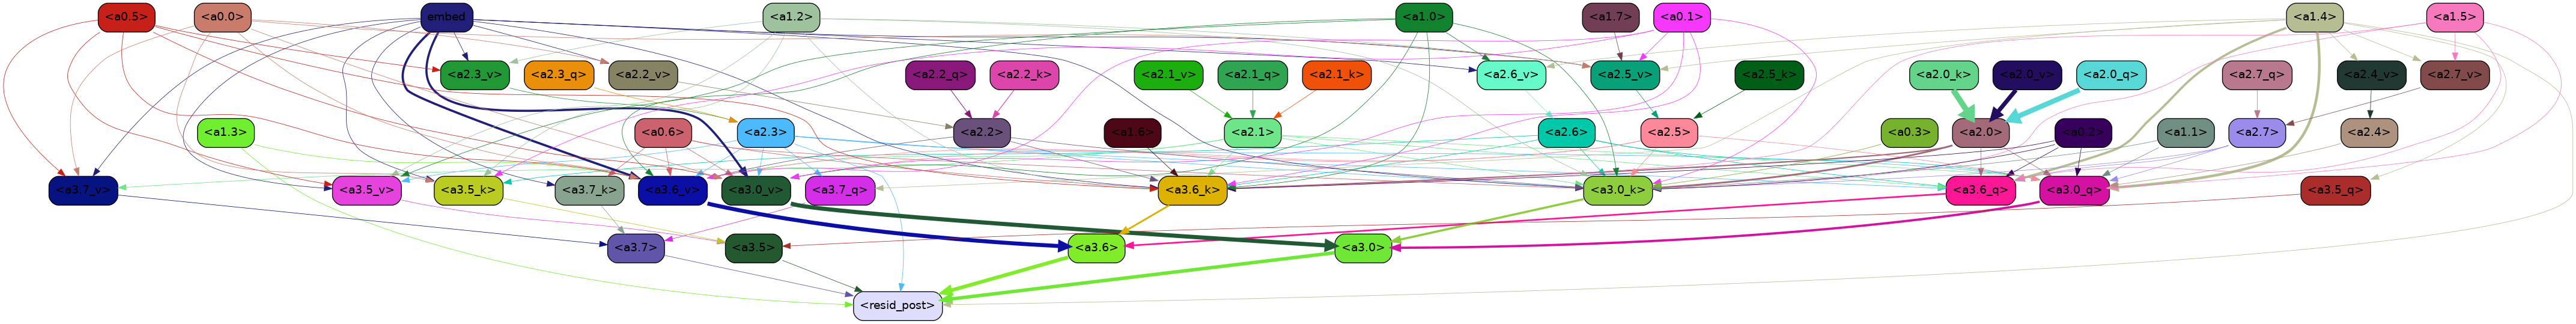 <a0.5> <a0.0> embed <a1.2> <a1.0> <a1.7> <a0.1> <a1.4> <a1.5>
<a2.3_v> <a2.3_q> <a2.2_v> <a2.2_q> <a2.2_k> <a2.1_v> <a2.1_q> <a2.1_k> <a2.6_v> <a2.5_v> <a2.5_k> <a2.0_k> <a2.0_v> <a2.0_q> <a2.7_q> <a2.4_v> <a2.7_v>
<a1.3> <a0.6> <a2.3> <a2.2> <a1.6> <a2.1> <a2.6> <a2.5> <a0.3> <a2.0> <a0.2> <a1.1> <a2.7> <a2.4>
<a3.7_v> <a3.5_v> <a3.5_k> <a3.7_k> <a3.6_v> <a3.0_v> <a3.7_q> <a3.6_k> <a3.0_k> <a3.6_q> <a3.0_q> <a3.5_q>
<a3.7> <a3.5> <a3.6> <a3.0>
<resid_post>